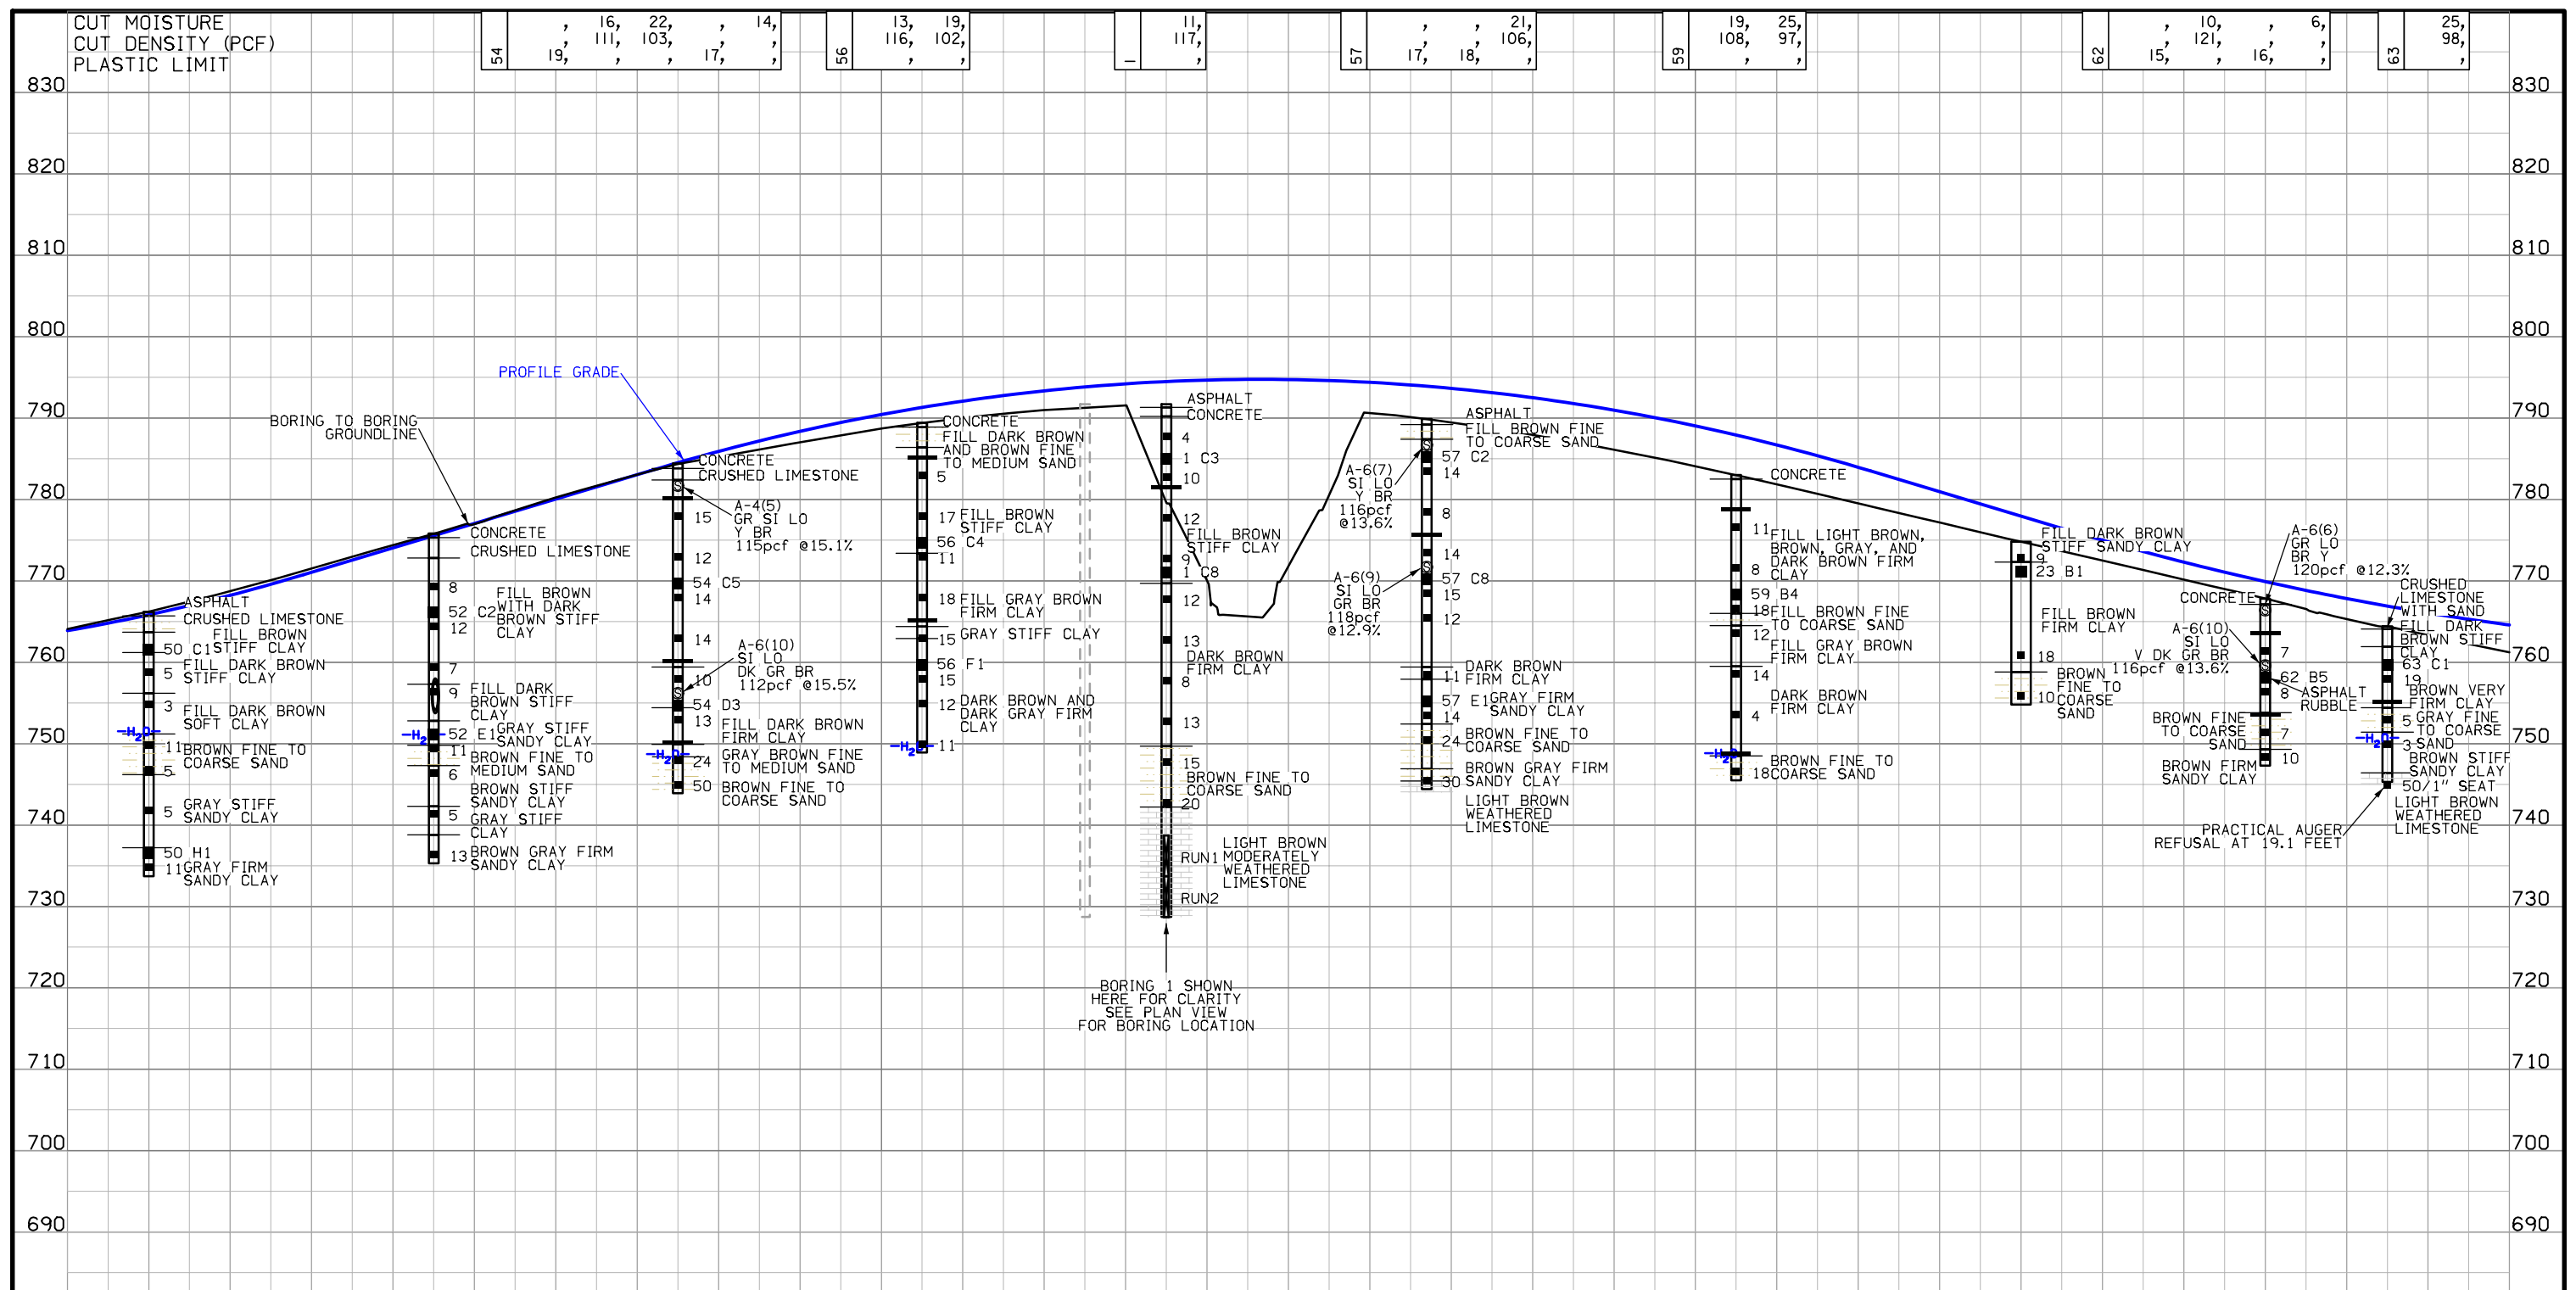 CUT MOISTURE
CUT DENSITY (PCF)
PLASTIC LIMIT
54
, 16, 22, , 14,
, 111, 103, , ,
19, , , 17, ,
56
13, 19,
116, 102,
, ,
1
11,
117,
,
57
, , 21,
, , 106,
17, 18, ,
59
19, 25,
108, 97,
, ,
62
, 10, , 6,
, 121, , ,
15, , 16, ,
63
25,
98,
,
830
820
810
800
790
780
770
760
750
740
730
720
710
700
690
830
820
810
800
790
780
770
760
750
740
730
720
710
700
690
PROFILE GRADE
BORING TO BORING
GROUNDLINE
ASPHALT
CRUSHED LIMESTONE
FILL BROWN
50 C1 STIFF CLAY
FILL DARK BROWN
5 STIFF CLAY
3
FILL DARK BROWN
SOFT CLAY
-H2O-
11 BROWN FINE TO
COARSE SAND
5
GRAY STIFF
5 SANDY CLAY
50 H1
11 GRAY FIRM
SANDY CLAY
CONCRETE
CRUSHED LIMESTONE
8
FILL BROWN
WITH DARK
52 C2 BROWN STIFF
12 CLAY
7
9 FILL DARK
BROWN STIFF
CLAY
-H2
52 E1 GRAY STIFF
SANDY CLAY
11
BROWN FINE TO
6 MEDIUM SAND
BROWN STIFF
SANDY CLAY
5 GRAY STIFF
CLAY
13 BROWN GRAY FIRM
SANDY CLAY
CONCRETE
CRUSHED LIMESTONE
A-4(5)
GR SI LO
Y BR
115pcf @15.1%
15
12
54 C5
14
14
A-6(10)
SI LO
DK GR BR
112pcf @15.5%
10
54 D3
13 FILL DARK BROWN
FIRM CLAY
-H2O-
24 GRAY BROWN FINE
TO MEDIUM SAND
50 BROWN FINE TO
COARSE SAND
CONCRETE
FILL DARK BROWN
AND BROWN FINE
TO MEDIUM SAND
5
17 FILL BROWN
STIFF CLAY
56 C4
11
18 FILL GRAY BROWN
FIRM CLAY
15 GRAY STIFF CLAY
56 F1
15
12 DARK BROWN AND
DARK GRAY FIRM
CLAY
-H2
11
ASPHALT
CONCRETE
4
1 C3
10
12
FILL BROWN
STIFF CLAY
9
1 C8
12
13
DARK BROWN
FIRM CLAY
8
13
15
BROWN FINE TO
COARSE SAND
20
LIGHT BROWN
RUN1 MODERATELY
WEATHERED
LIMESTONE
RUN2
BORING 1 SHOWN
HERE FOR CLARITY
SEE PLAN VIEW
FOR BORING LOCATION
ASPHALT
FILL BROWN FINE
TO COARSE SAND
57 C2
14
A-6(7)
SI LO
Y BR
116pcf
@13.6%
8
14
57 C8
15
12
A-6(9)
SI LO
GR BR
118pcf
@12.9%
DARK BROWN
11 FIRM CLAY
57 E1 GRAY FIRM
SANDY CLAY
14
24 BROWN FINE TO
COARSE SAND
BROWN GRAY FIRM
30 SANDY CLAY
LIGHT BROWN
WEATHERED
LIMESTONE
CONCRETE
11 FILL LIGHT BROWN,
BROWN, GRAY, AND
8 DARK BROWN FIRM
CLAY
59 B4
18 FILL BROWN FINE
TO COARSE SAND
12
FILL GRAY BROWN
FIRM CLAY
14
DARK BROWN
FIRM CLAY
4
-H2O
BROWN FINE TO
18 COARSE SAND
FILL DARK BROWN
STIFF SANDY CLAY
9
23 B1
FILL BROWN
FIRM CLAY
18
BROWN
FINE TO
COARSE
SAND
10
A-6(6)
GR LO
BR Y
120pcf @12.3%
CONCRETE
A-6(10)
SI LO
V DK GR BR
116pcf @13.6%
7
62 B5
8 ASPHALT
RUBBLE
BROWN FINE
TO COARSE
SAND
7
10
BROWN FIRM
SANDY CLAY
CRUSHED
LIMESTONE
WITH SAND
FILL DARK
BROWN STIFF
CLAY
63 C1
19
BROWN VERY
FIRM CLAY
5 GRAY FINE
TO COARSE
SAND
-H2O-
3
BROWN STIFF
SANDY CLAY
50/1" SEAT
LIGHT BROWN
WEATHERED
LIMESTONE
PRACTICAL AUGER
REFUSAL AT 19.1 FEET